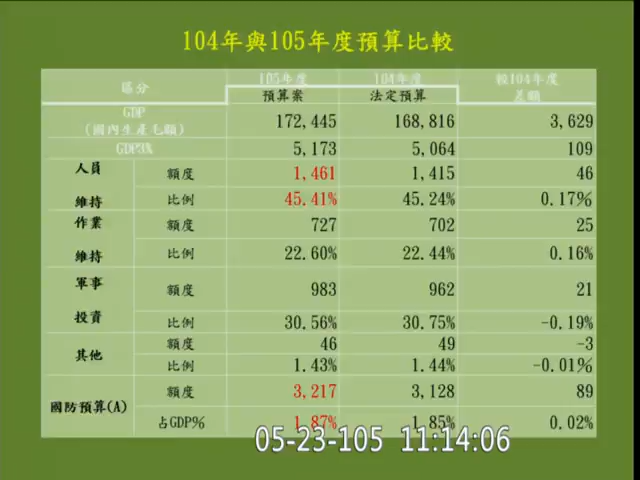 104年與105年度預算比較
區分 105年度 預算案 104年度 法定預算 較104年度 差額
GDP (國內生產毛額) 172,445 168,816 3,629
GDP3% 5,173 5,064 109
人員維持 額度 1,461 1,415 46
比例 45.41% 45.24% 0.17%
作業維持 額度 727 702 25
比例 22.60% 22.44% 0.16%
軍事投資 額度 983 962 21
比例 30.56% 30.75% -0.19%
其他 額度 46 49 -3
比例 1.43% 1.44% -0.01%
國防預算(A) 額度 3,217 3,128 89
占GDP% 1.87% 1.85% 0.02%
05-23-105 11:14:06